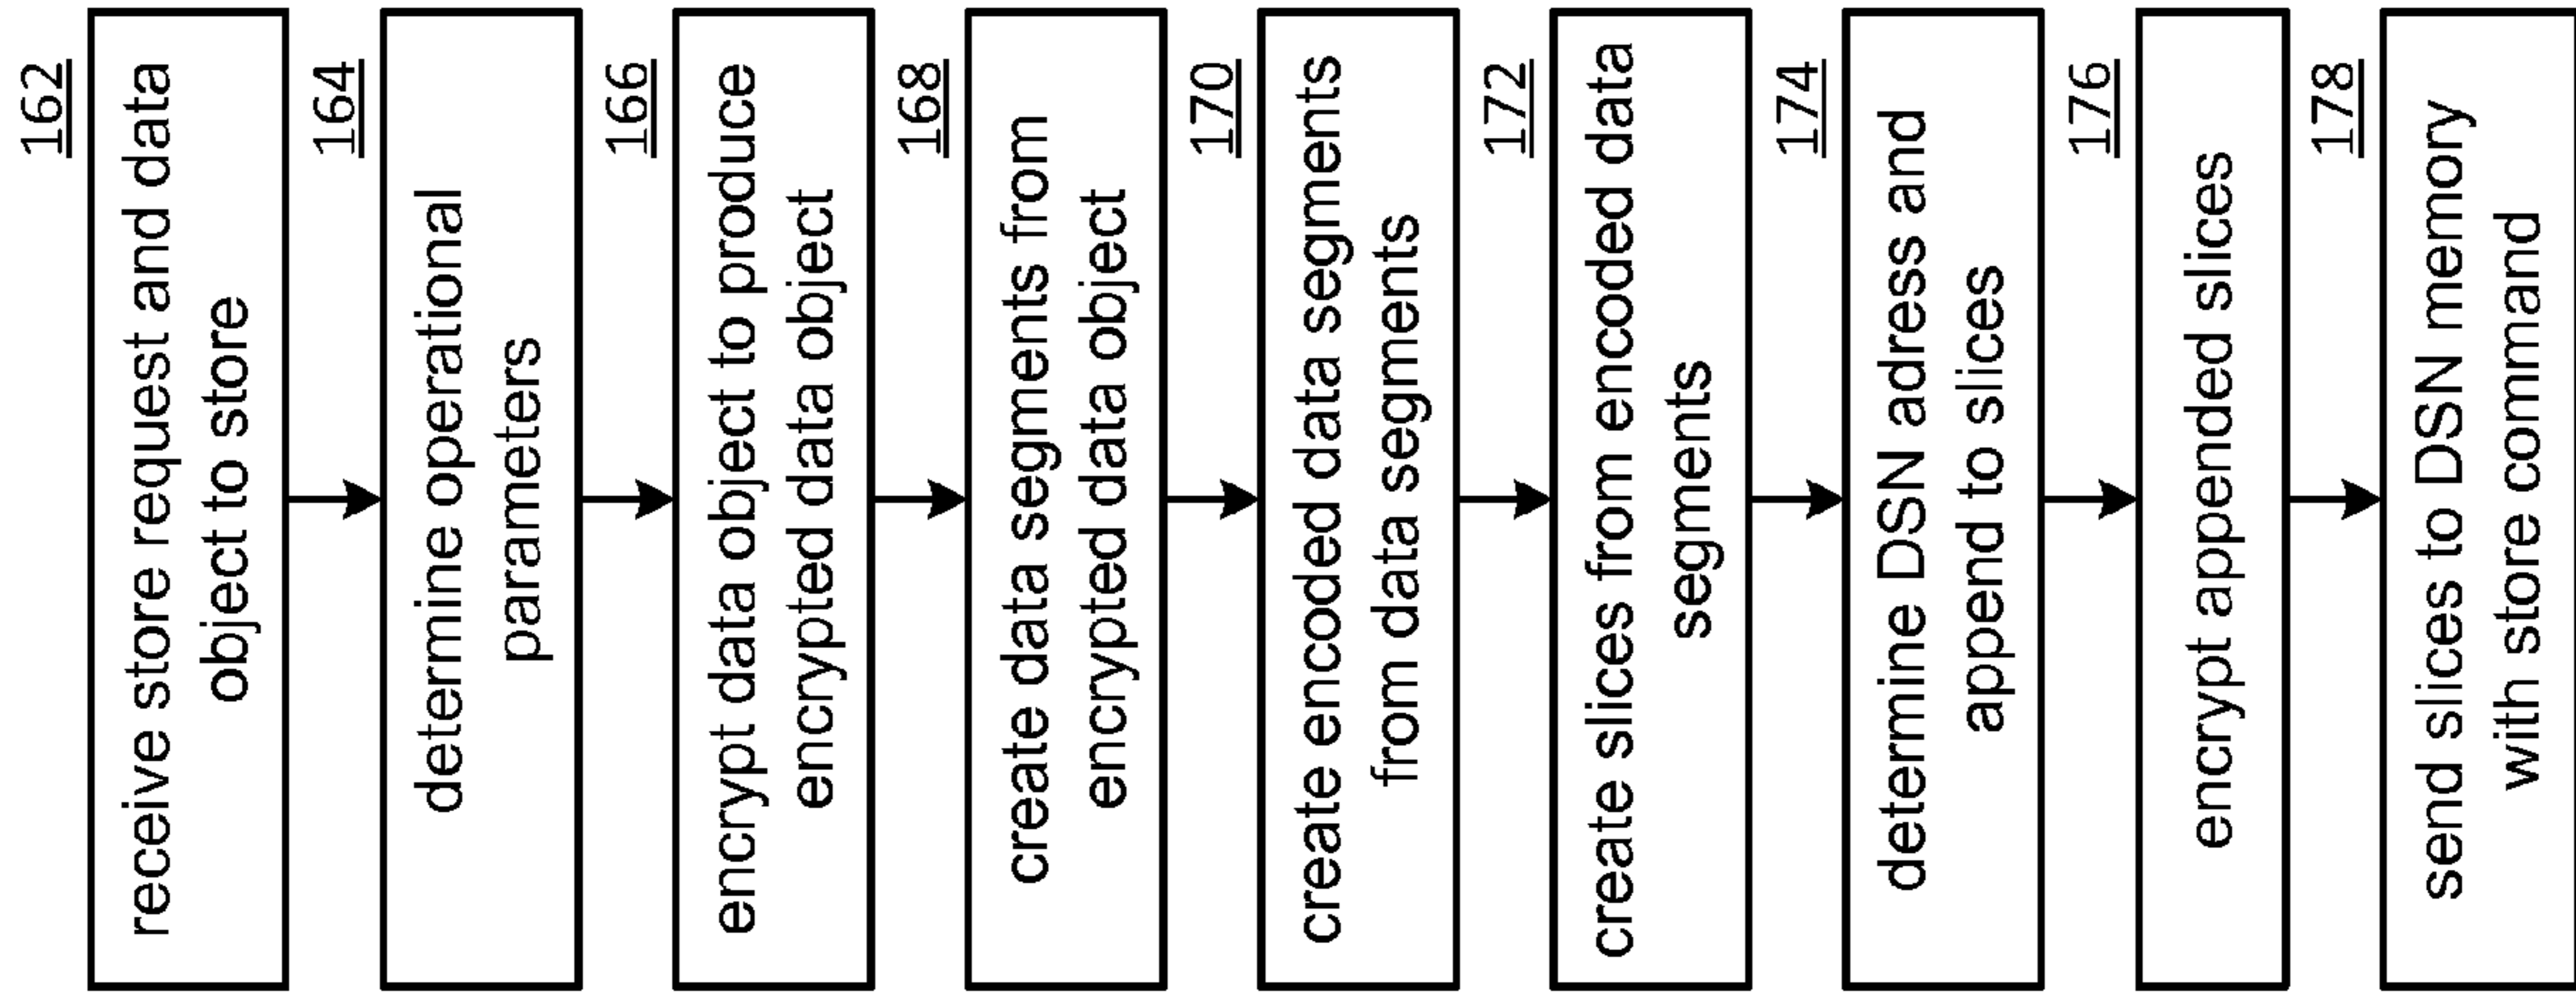 162
receive store request and data
object to store
164
determine operational
parameters
166
encrypt data object to produce
encrypted data object
168
create data segments from
encrypted data object
170
create encoded data segments
from data segments
172
create slices from encoded data
segments
174
determine DSN adress and
append to slices
176
encrypt appended slices
178
send slices to DSN memory
with store command